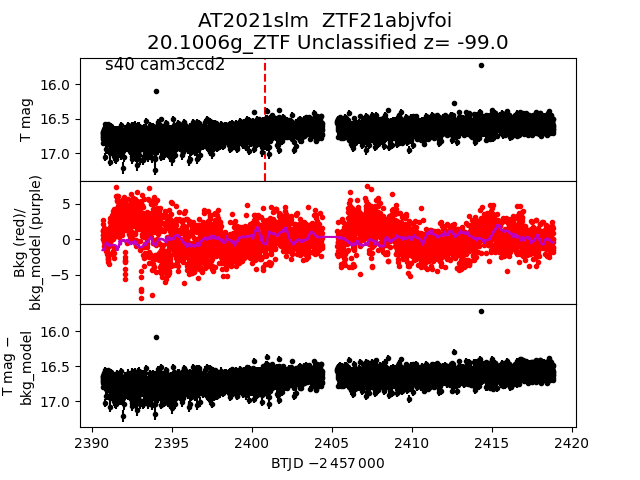 AT2021slm  ZTF21abjvfoi
20.1006g_ZTF Unclassified z= -99.0
s40 cam3ccd2
16.0
16.5
17.0
T mag
5
0
−5
Bkg (red)/
bkg_model (purple)
16.0
16.5
17.0
T mag −
bkg_model
2390
2395
2400
2405
2410
2415
2420
BTJD −2 457 000